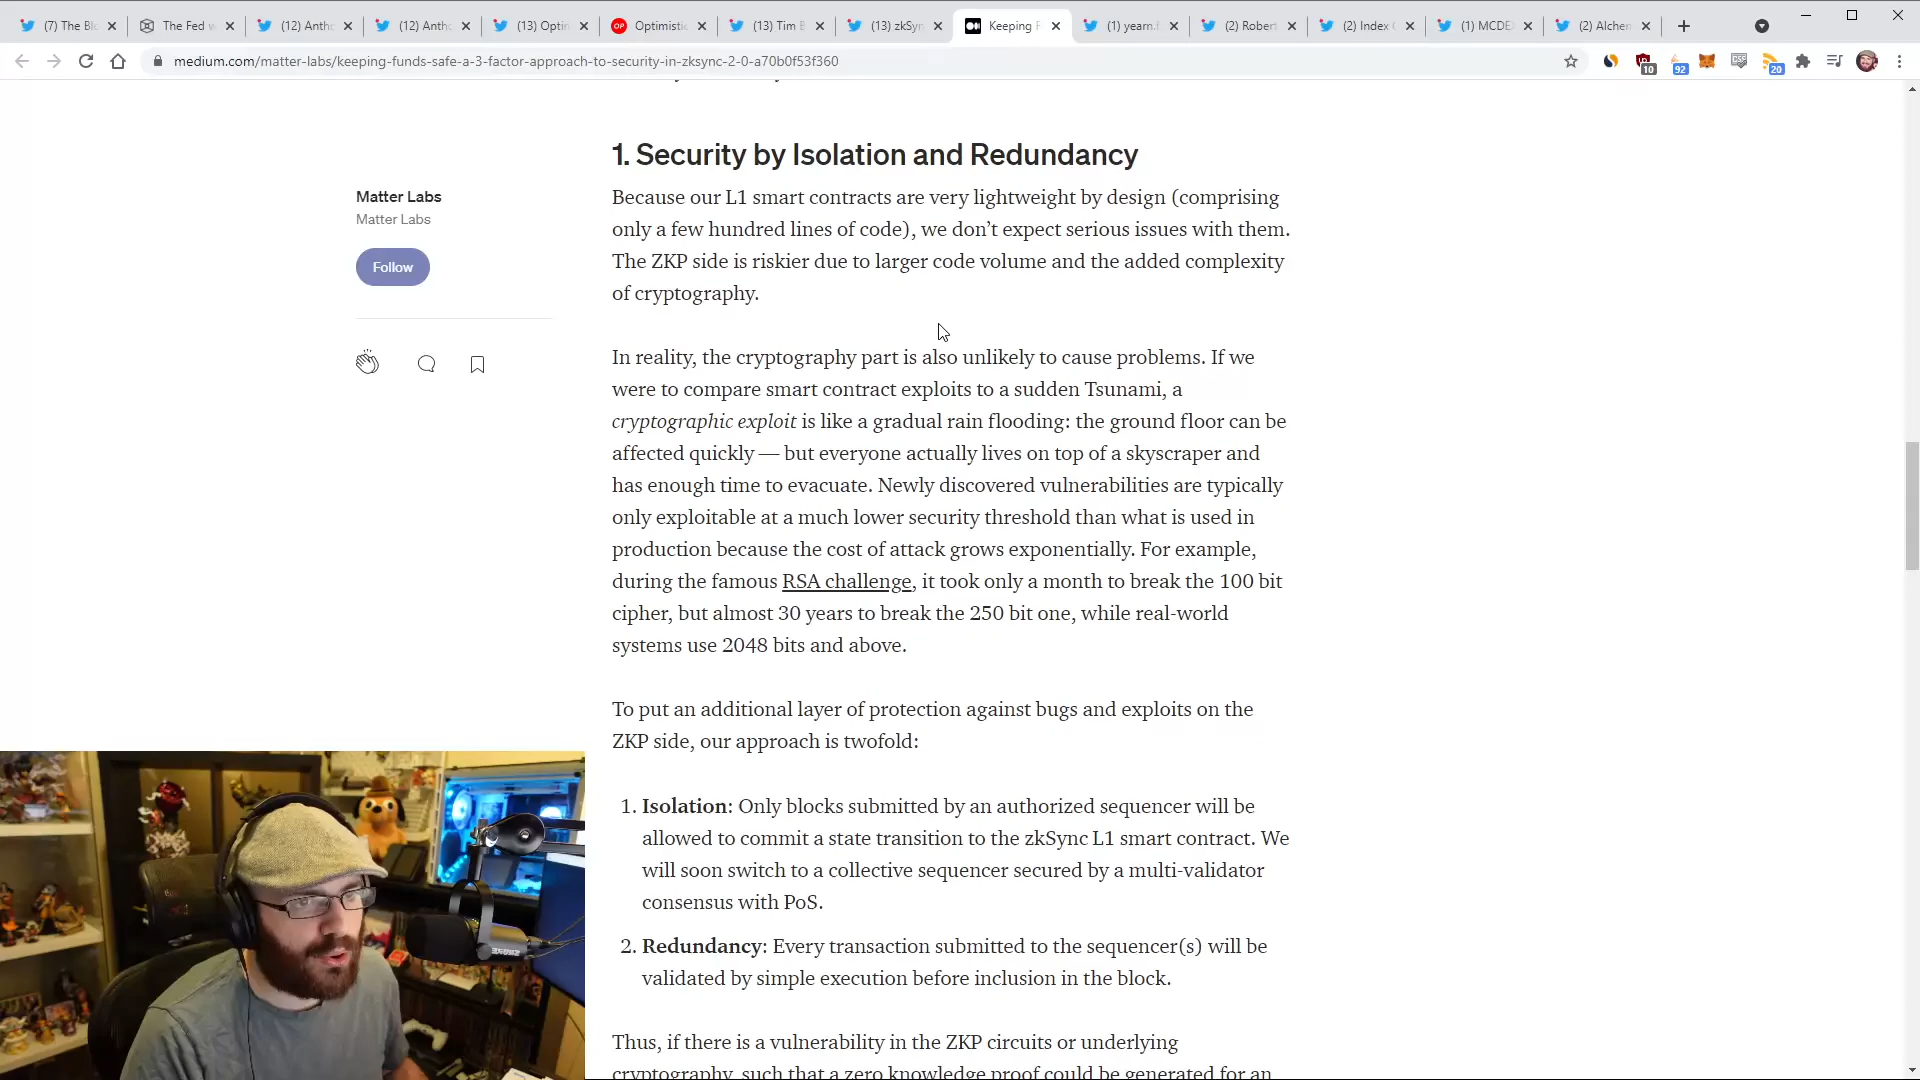 (7) The Blo
The Fed w
(12) Antho
(12) Antho
(13) Optin
OP
Optimistic
(13) Tim B
(13) zkSyn
Keeping F
(1) yearn.f
(2) Robert
(2) Index C
(1) MCDE
(2) Alchem
medium.com/matter-labs/keeping-funds-safe-a-3-factor-approach-to-security-in-zksync-2-0-a70b0f53f360
10
92
20
1. Security by Isolation and Redundancy
Matter Labs
Matter Labs
Follow
Because our L1 smart contracts are very lightweight by design (comprising
only a few hundred lines of code), we don’t expect serious issues with them.
The ZKP side is riskier due to larger code volume and the added complexity
of cryptography.
In reality, the cryptography part is also unlikely to cause problems. If we
were to compare smart contract exploits to a sudden Tsunami, a
cryptographic exploit is like a gradual rain flooding: the ground floor can be
affected quickly — but everyone actually lives on top of a skyscraper and
has enough time to evacuate. Newly discovered vulnerabilities are typically
only exploitable at a much lower security threshold than what is used in
production because the cost of attack grows exponentially. For example,
during the famous RSA challenge, it took only a month to break the 100 bit
cipher, but almost 30 years to break the 250 bit one, while real-world
systems use 2048 bits and above.
To put an additional layer of protection against bugs and exploits on the
ZKP side, our approach is twofold:
1. Isolation: Only blocks submitted by an authorized sequencer will be
allowed to commit a state transition to the zkSync L1 smart contract. We
will soon switch to a collective sequencer secured by a multi-validator
consensus with PoS.
2. Redundancy: Every transaction submitted to the sequencer(s) will be
validated by simple execution before inclusion in the block.
Thus, if there is a vulnerability in the ZKP circuits or underlying
cryptography, such that a zero knowledge proof could be generated for an